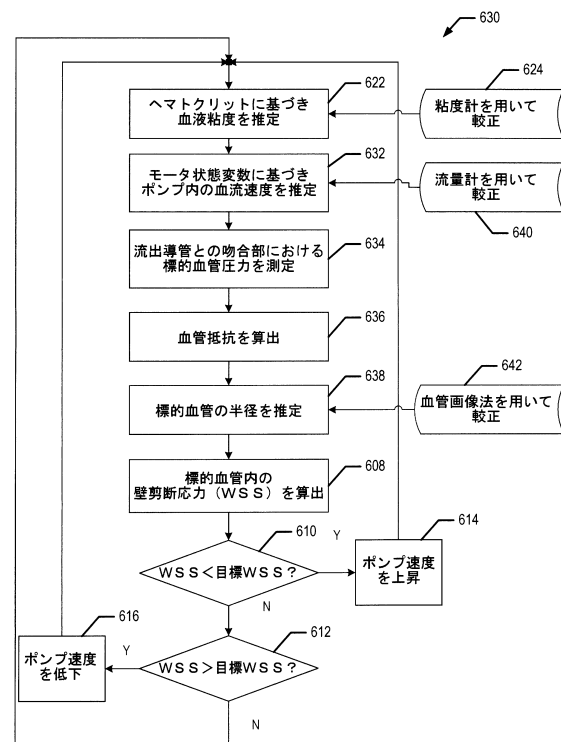 630
622
ヘマトクリットに基づき
血液粘度を推定
624
粘度計を用いて
較正
632
モータ状態変数に基づき
ポンプ内の血流速度を推定
流量計を用いて
較正
640
634
流出導管との吻合部における
標的血管圧力を測定
636
血管抵抗を算出
638
標的血管の半径を推定
642
血管画像法を用いて
較正
608
標的血管内の
壁剪断応力（ＷＳＳ）を算出
610
ＷＳＳ＜目標ＷＳＳ？
Y
N
614
ポンプ速度
を上昇
612
ＷＳＳ＞目標ＷＳＳ？
Y
N
616
ポンプ速度
を低下